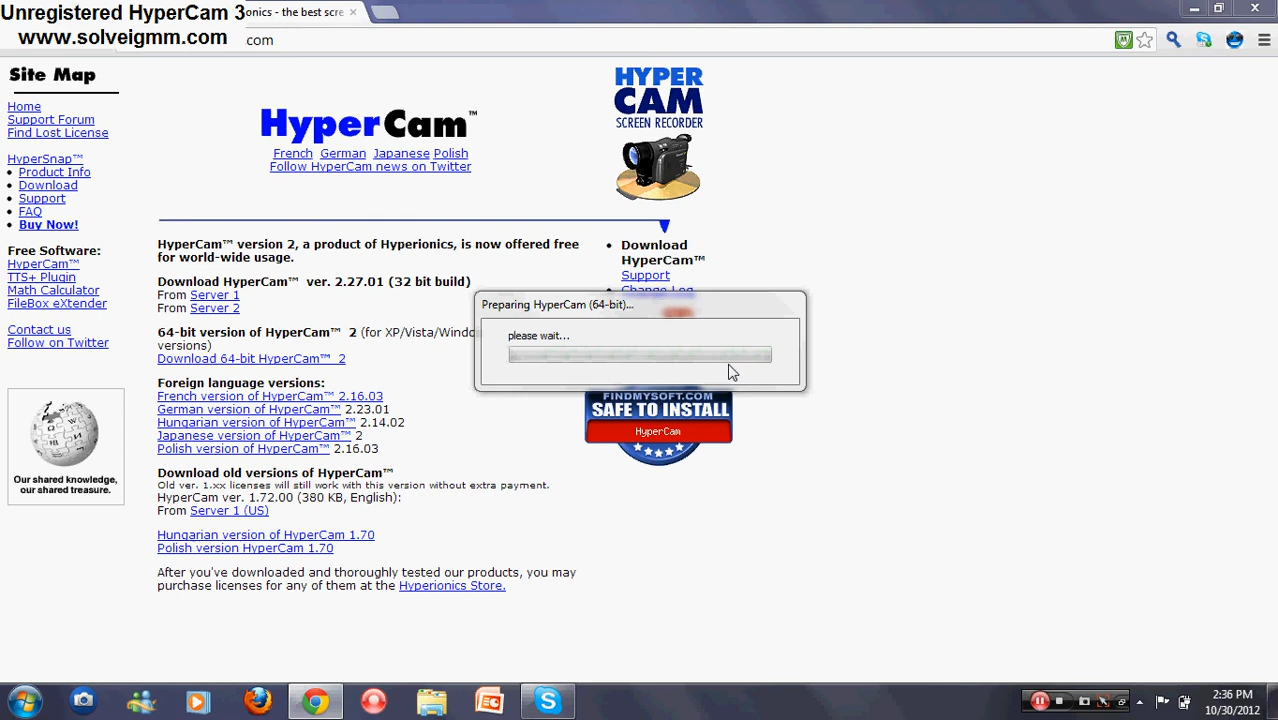 Unregistered HyperCam 3
www.solveigmm.com
onics - the best scre
com
Site Map
Home
Support Forum
Find Lost License
HyperSnap™
Product Info
Download
Support
FAQ
Buy Now!
Free Software:
HyperCam™
TTS+ Plugin
Math Calculator
FileBox eXtender
Contact us
Follow on Twitter
Our shared knowledge,
our shared treasure.
HyperCam™
French German Japanese Polish
Follow HyperCam news on Twitter
HYPER
CAM
SCREEN RECORDER
HyperCam™ version 2, a product of Hyperionics, is now offered free
for world-wide usage.
Download HyperCam™ ver. 2.27.01 (32 bit build)
From Server 1
From Server 2
64-bit version of HyperCam™ 2 (for XP/Vista/Window
versions)
Download 64-bit HyperCam™ 2
Foreign language versions:
French version of HyperCam™ 2.16.03
German version of HyperCam™ 2.23.01
Hungarian version of HyperCam™ 2.14.02
Japanese version of HyperCam™ 2
Polish version of HyperCam™ 2.16.03
Download old versions of HyperCam™
Old ver. 1.xx licenses will still work with this version without extra payment.
HyperCam ver. 1.72.00 (380 KB, English):
From Server 1 (US)
Hungarian version of HyperCam 1.70
Polish version HyperCam 1.70
After you've downloaded and thoroughly tested our products, you may
purchase licenses for any of them at the Hyperionics Store.
Download
HyperCam™
Support
Change Log
Preparing HyperCam (64-bit)...
please wait...
FINDMYSOFT.COM
SAFE TO INSTALL
HyperCam
2:36 PM
10/30/2012